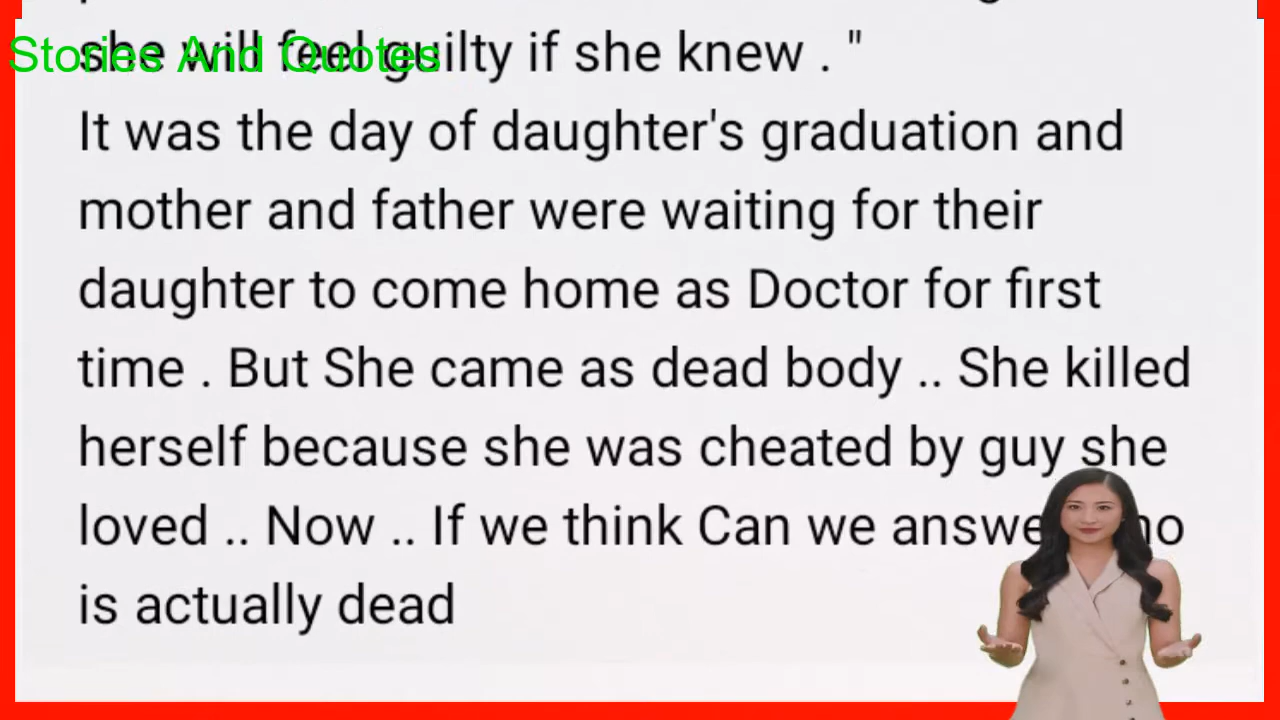 Stories And Quotes
she will feel guilty if she knew . "
It was the day of daughter's graduation and
mother and father were waiting for their
daughter to come home as Doctor for first
time . But She came as dead body .. She killed
herself because she was cheated by guy she
loved .. Now .. If we think Can we
is actually dead